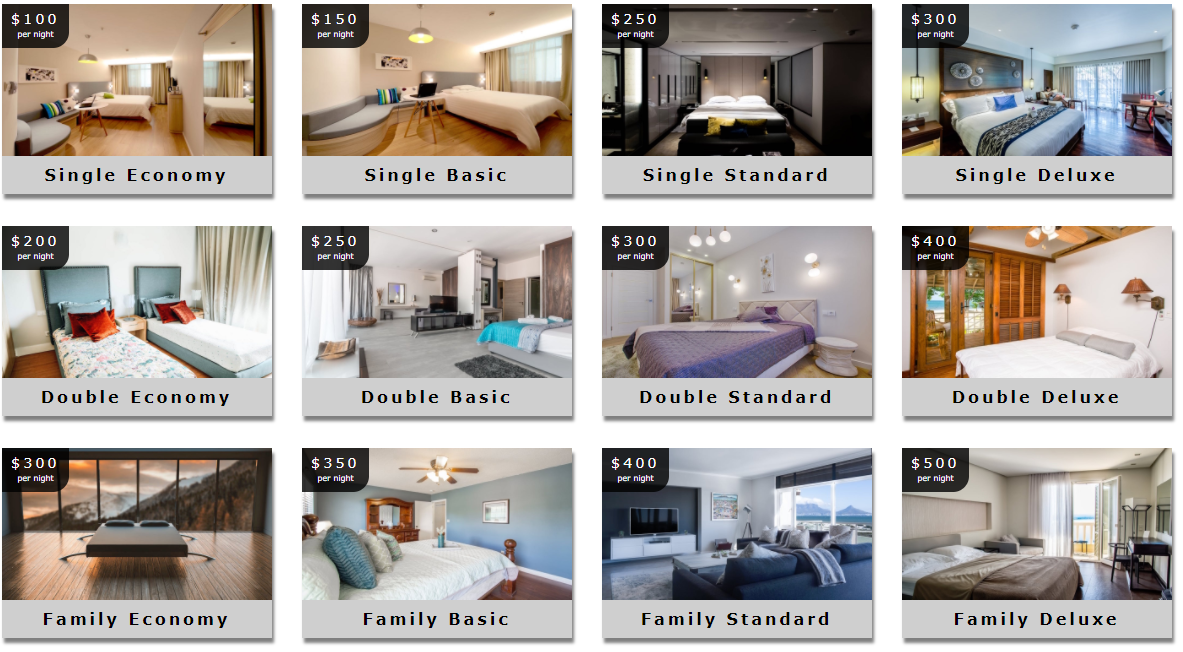 $100
per night
Single Economy
$150
per night
Single Basic
$250
per night
Single Standard
$300
per night
Single Deluxe
$200
per night
Double Economy
$250
per night
Double Basic
$300
per night
Double Standard
$400
per night
Double Deluxe
$300
per night
Family Economy
$350
per night
Family Basic
$400
per night
Family Standard
$500
per night
Family Deluxe